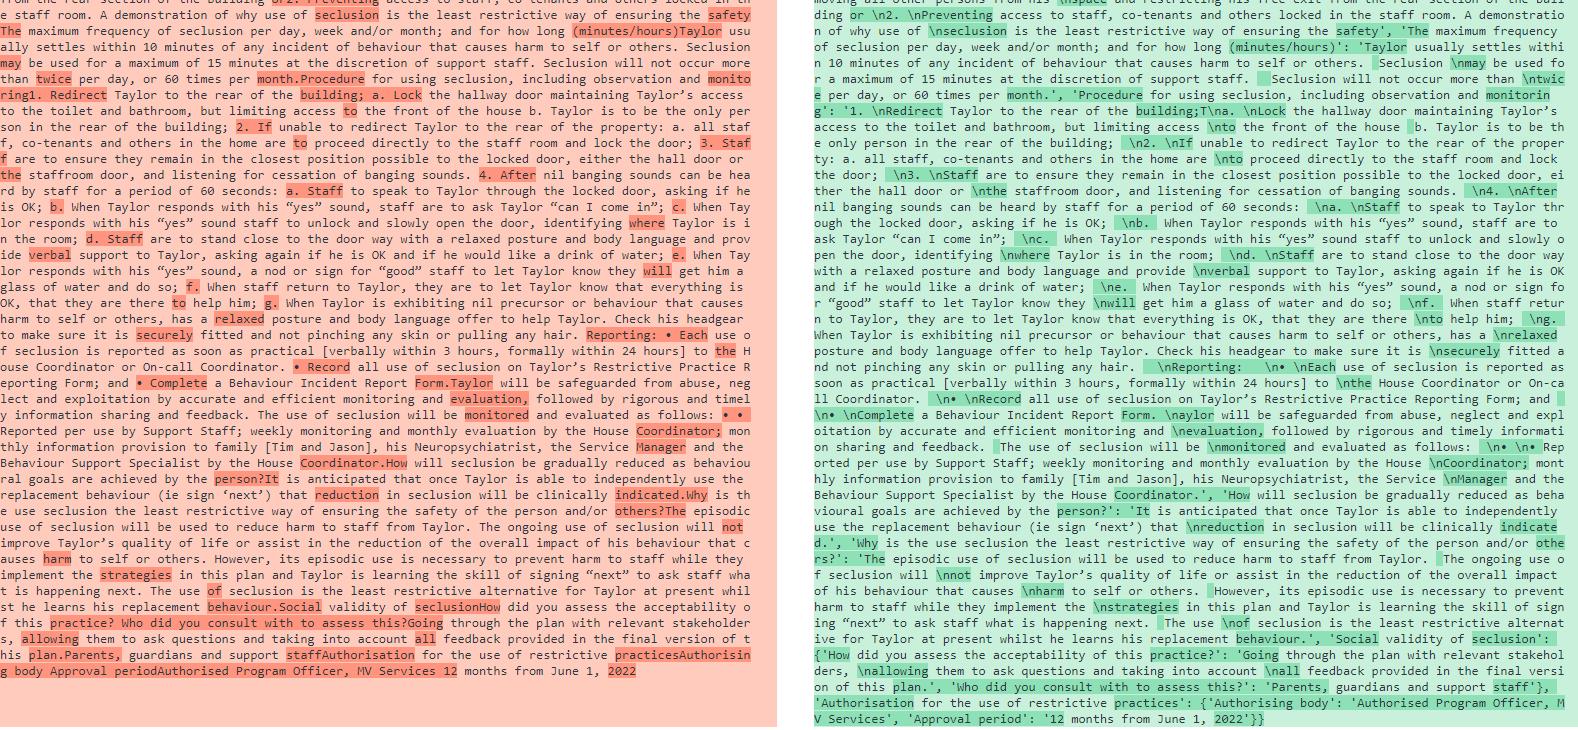 e staff room. A demonstration of why use of seclusion is the least restrictive way of ensuring the safety
The maximum frequency of seclusion per day, week and/or month; and for how long (minutes/hours)Taylor usu
ally settles within 10 minutes of any incident of behaviour that causes harm to self or others. Seclusion
may be used for a maximum of 15 minutes at the discretion of support staff. Seclusion will not occur more
than twice per day, or 60 times per month.Procedure for using seclusion, including observation and monito
ring1. Redirect Taylor to the rear of the building; a. Lock the hallway door maintaining Taylor’s access
to the toilet and bathroom, but limiting access to the front of the house b. Taylor is to be the only per
son in the rear of the building; 2. If unable to redirect Taylor to the rear of the property: a. all staf
f, co-tenants and others in the home are to proceed directly to the staff room and lock the door; 3. Staf
f are to ensure they remain in the closest position possible to the locked door, either the hall door or
the staffroom door, and listening for cessation of banging sounds. 4. After nil banging sounds can be hea
rd by staff for a period of 60 seconds: a. Staff to speak to Taylor through the locked door, asking if he
is OK; b. When Taylor responds with his “yes” sound, staff are to ask Taylor “can I come in”; c. When Tay
lor responds with his “yes” sound staff to unlock and slowly open the door, identifying where Taylor is i
n the room; d. Staff are to stand close to the door way with a relaxed posture and body language and prov
ide verbal support to Taylor, asking again if he is OK and if he would like a drink of water; e. When Tay
lor responds with his “yes” sound, a nod or sign for “good” staff to let Taylor know they will get him a
glass of water and do so; f. When staff return to Taylor, they are to let Taylor know that everything is
OK, that they are there to help him; g. When Taylor is exhibiting nil precursor or behaviour that causes
harm to self or others, has a relaxed posture and body language offer to help Taylor. Check his headgear
to make sure it is securely fitted and not pinching any skin or pulling any hair. Reporting: • Each use o
f seclusion is reported as soon as practical [verbally within 3 hours, formally within 24 hours] to the H
ouse Coordinator or On-call Coordinator. • Record all use of seclusion on Taylor’s Restrictive Practice R
eporting Form; and • Complete a Behaviour Incident Report Form.Taylor will be safeguarded from abuse, neg
lect and exploitation by accurate and efficient monitoring and evaluation, followed by rigorous and timel
y information sharing and feedback. The use of seclusion will be monitored and evaluated as follows: • •
Reported per use by Support Staff; weekly monitoring and monthly evaluation by the House Coordinator; mon
thly information provision to family [Tim and Jason], his Neuropsychiatrist, the Service Manager and the
Behaviour Support Specialist by the House Coordinator.How will seclusion be gradually reduced as behaviou
ral goals are achieved by the person?It is anticipated that once Taylor is able to independently use the
replacement behaviour (ie sign ‘next’) that reduction in seclusion will be clinically indicated.Why is th
e use seclusion the least restrictive way of ensuring the safety of the person and/or others?The episodic
use of seclusion will be used to reduce harm to staff from Taylor. The ongoing use of seclusion will not
improve Taylor’s quality of life or assist in the reduction of the overall impact of his behaviour that c
auses harm to self or others. However, its episodic use is necessary to prevent harm to staff while they
implement the strategies in this plan and Taylor is learning the skill of signing “next” to ask staff wha
t is happening next. The use of seclusion is the least restrictive alternative for Taylor at present whil
st he learns his replacement behaviour.Social validity of seclusionHow did you assess the acceptability o
f this practice? Who did you consult with to assess this?Going through the plan with relevant stakeholder
s, allowing them to ask questions and taking into account all feedback provided in the final version of t
his plan.Parents, guardians and support staffAuthorisation for the use of restrictive practicesAuthorisin
g body Approval periodAuthorised Program Officer, MV Services 12 months from June 1, 2022
ding or \n2. \nPreventing access to staff, co-tenants and others locked in the staff room. A demonstratio
n of why use of \nseclusion is the least restrictive way of ensuring the safety', 'The maximum frequency
of seclusion per day, week and/or month; and for how long (minutes/hours)': 'Taylor usually settles withi
n 10 minutes of any incident of behaviour that causes harm to self or others. Seclusion \nmay be used fo
r a maximum of 15 minutes at the discretion of support staff. Seclusion will not occur more than \ntwic
e per day, or 60 times per month.', 'Procedure for using seclusion, including observation and monitorin
g': '1. \nRedirect Taylor to the rear of the building;T\na. \nLock the hallway door maintaining Taylor’s
access to the toilet and bathroom, but limiting access \nto the front of the house b. Taylor is to be th
e only person in the rear of the building; \n2. \nIf unable to redirect Taylor to the rear of the proper
ty: a. all staff, co-tenants and others in the home are \nto proceed directly to the staff room and lock
the door; \n3. \nStaff are to ensure they remain in the closest position possible to the locked door, ei
ther the hall door or \nthe staffroom door, and listening for cessation of banging sounds. \n4. \nAfter
nil banging sounds can be heard by staff for a period of 60 seconds: \na. \nStaff to speak to Taylor thr
ough the locked door, asking if he is OK; \nb. When Taylor responds with his “yes” sound, staff are to
ask Taylor “can I come in”; \nc. When Taylor responds with his “yes” sound staff to unlock and slowly o
pen the door, identifying \nwhere Taylor is in the room; \nd. \nStaff are to stand close to the door way
with a relaxed posture and body language and provide \nverbal support to Taylor, asking again if he is OK
and if he would like a drink of water; \ne. When Taylor responds with his “yes” sound, a nod or sign fo
r “good” staff to let Taylor know they \nwill get him a glass of water and do so; \nf. When staff retur
n to Taylor, they are to let Taylor know that everything is OK, that they are there \nto help him; \ng.
When Taylor is exhibiting nil precursor or behaviour that causes harm to self or others, has a \nrelaxed
posture and body language offer to help Taylor. Check his headgear to make sure it is \nsecurely fitted a
nd not pinching any skin or pulling any hair. \nReporting: \n• \nEach use of seclusion is reported as
soon as practical [verbally within 3 hours, formally within 24 hours] to \nthe House Coordinator or On-ca
ll Coordinator. \n• \nRecord all use of seclusion on Taylor’s Restrictive Practice Reporting Form; and
\n• \nComplete a Behaviour Incident Report Form. \naylor will be safeguarded from abuse, neglect and expl
oitation by accurate and efficient monitoring and \nevaluation, followed by rigorous and timely informati
on sharing and feedback. The use of seclusion will be \nmonitored and evaluated as follows: \n• \n• Rep
orted per use by Support Staff; weekly monitoring and monthly evaluation by the House \nCoordinator; mont
hly information provision to family [Tim and Jason], his Neuropsychiatrist, the Service \nManager and the
Behaviour Support Specialist by the House Coordinator.', 'How will seclusion be gradually reduced as beha
vioural goals are achieved by the person?': 'It is anticipated that once Taylor is able to independently
use the replacement behaviour (ie sign ‘next’) that \nreduction in seclusion will be clinically indicate
d.', 'Why is the use seclusion the least restrictive way of ensuring the safety of the person and/or othe
rs?': 'The episodic use of seclusion will be used to reduce harm to staff from Taylor. The ongoing use o
f seclusion will \nnot improve Taylor’s quality of life or assist in the reduction of the overall impact
of his behaviour that causes \nharm to self or others. However, its episodic use is necessary to prevent
harm to staff while they implement the \nstrategies in this plan and Taylor is learning the skill of sign
ing “next” to ask staff what is happening next. The use \nof seclusion is the least restrictive alternat
ive for Taylor at present whilst he learns his replacement behaviour.', 'Social validity of seclusion':
{'How did you assess the acceptability of this practice?': 'Going through the plan with relevant stakehol
ders, \nallowing them to ask questions and taking into account \nall feedback provided in the final versi
on of this plan.', 'Who did you consult with to assess this?': 'Parents, guardians and support staff'},
'Authorisation for the use of restrictive practices': {'Authorising body': 'Authorised Program Officer, M
V Services', 'Approval period': '12 months from June 1, 2022'}}